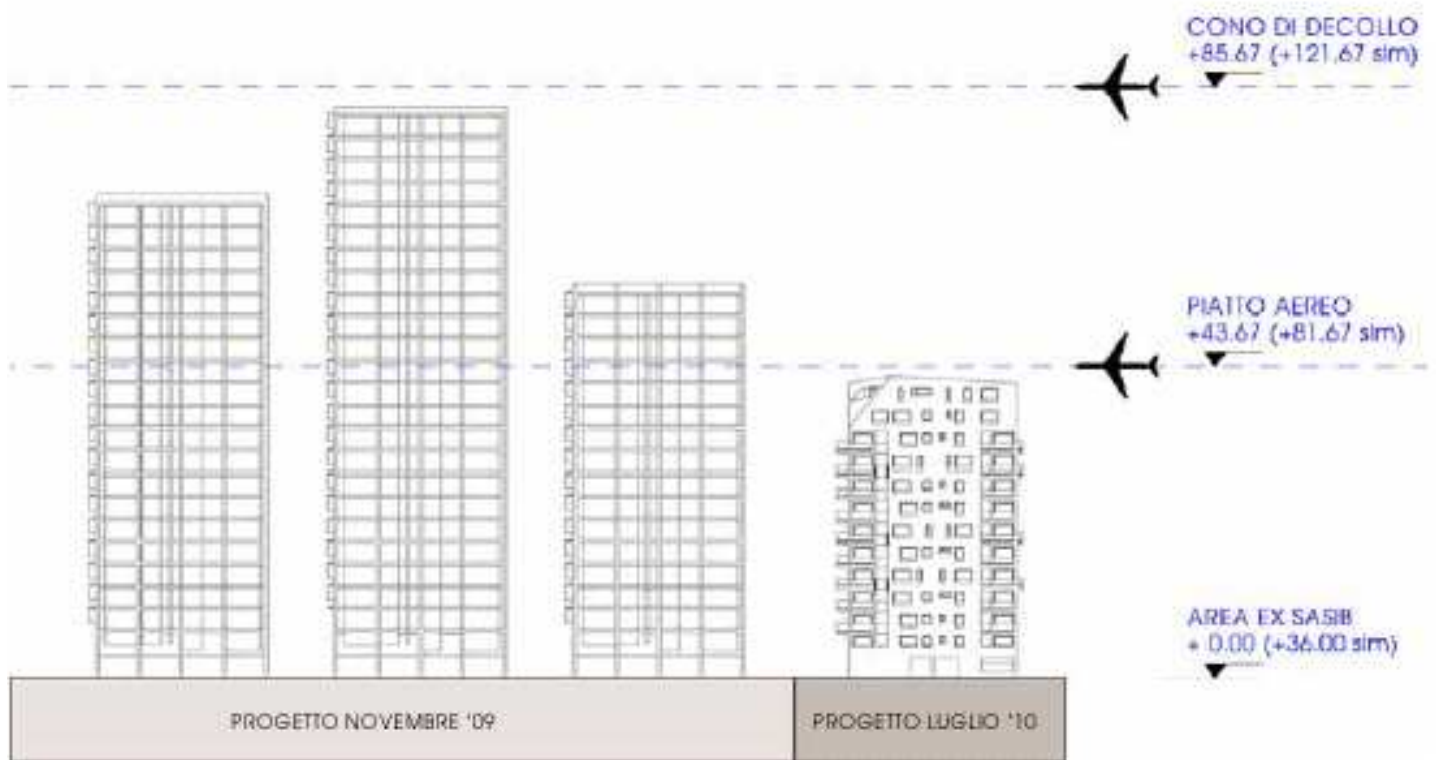 CONO DI DECOLLO
+85.67 (+121.67 slm)
PIATTO AEREO
+43.67 (+81.67 slm)
AREA EX SASIB
+ 0.00 (+36.00 slm)
PROGETTO NOVEMBRE '09
PROGETTO LUGLIO '10